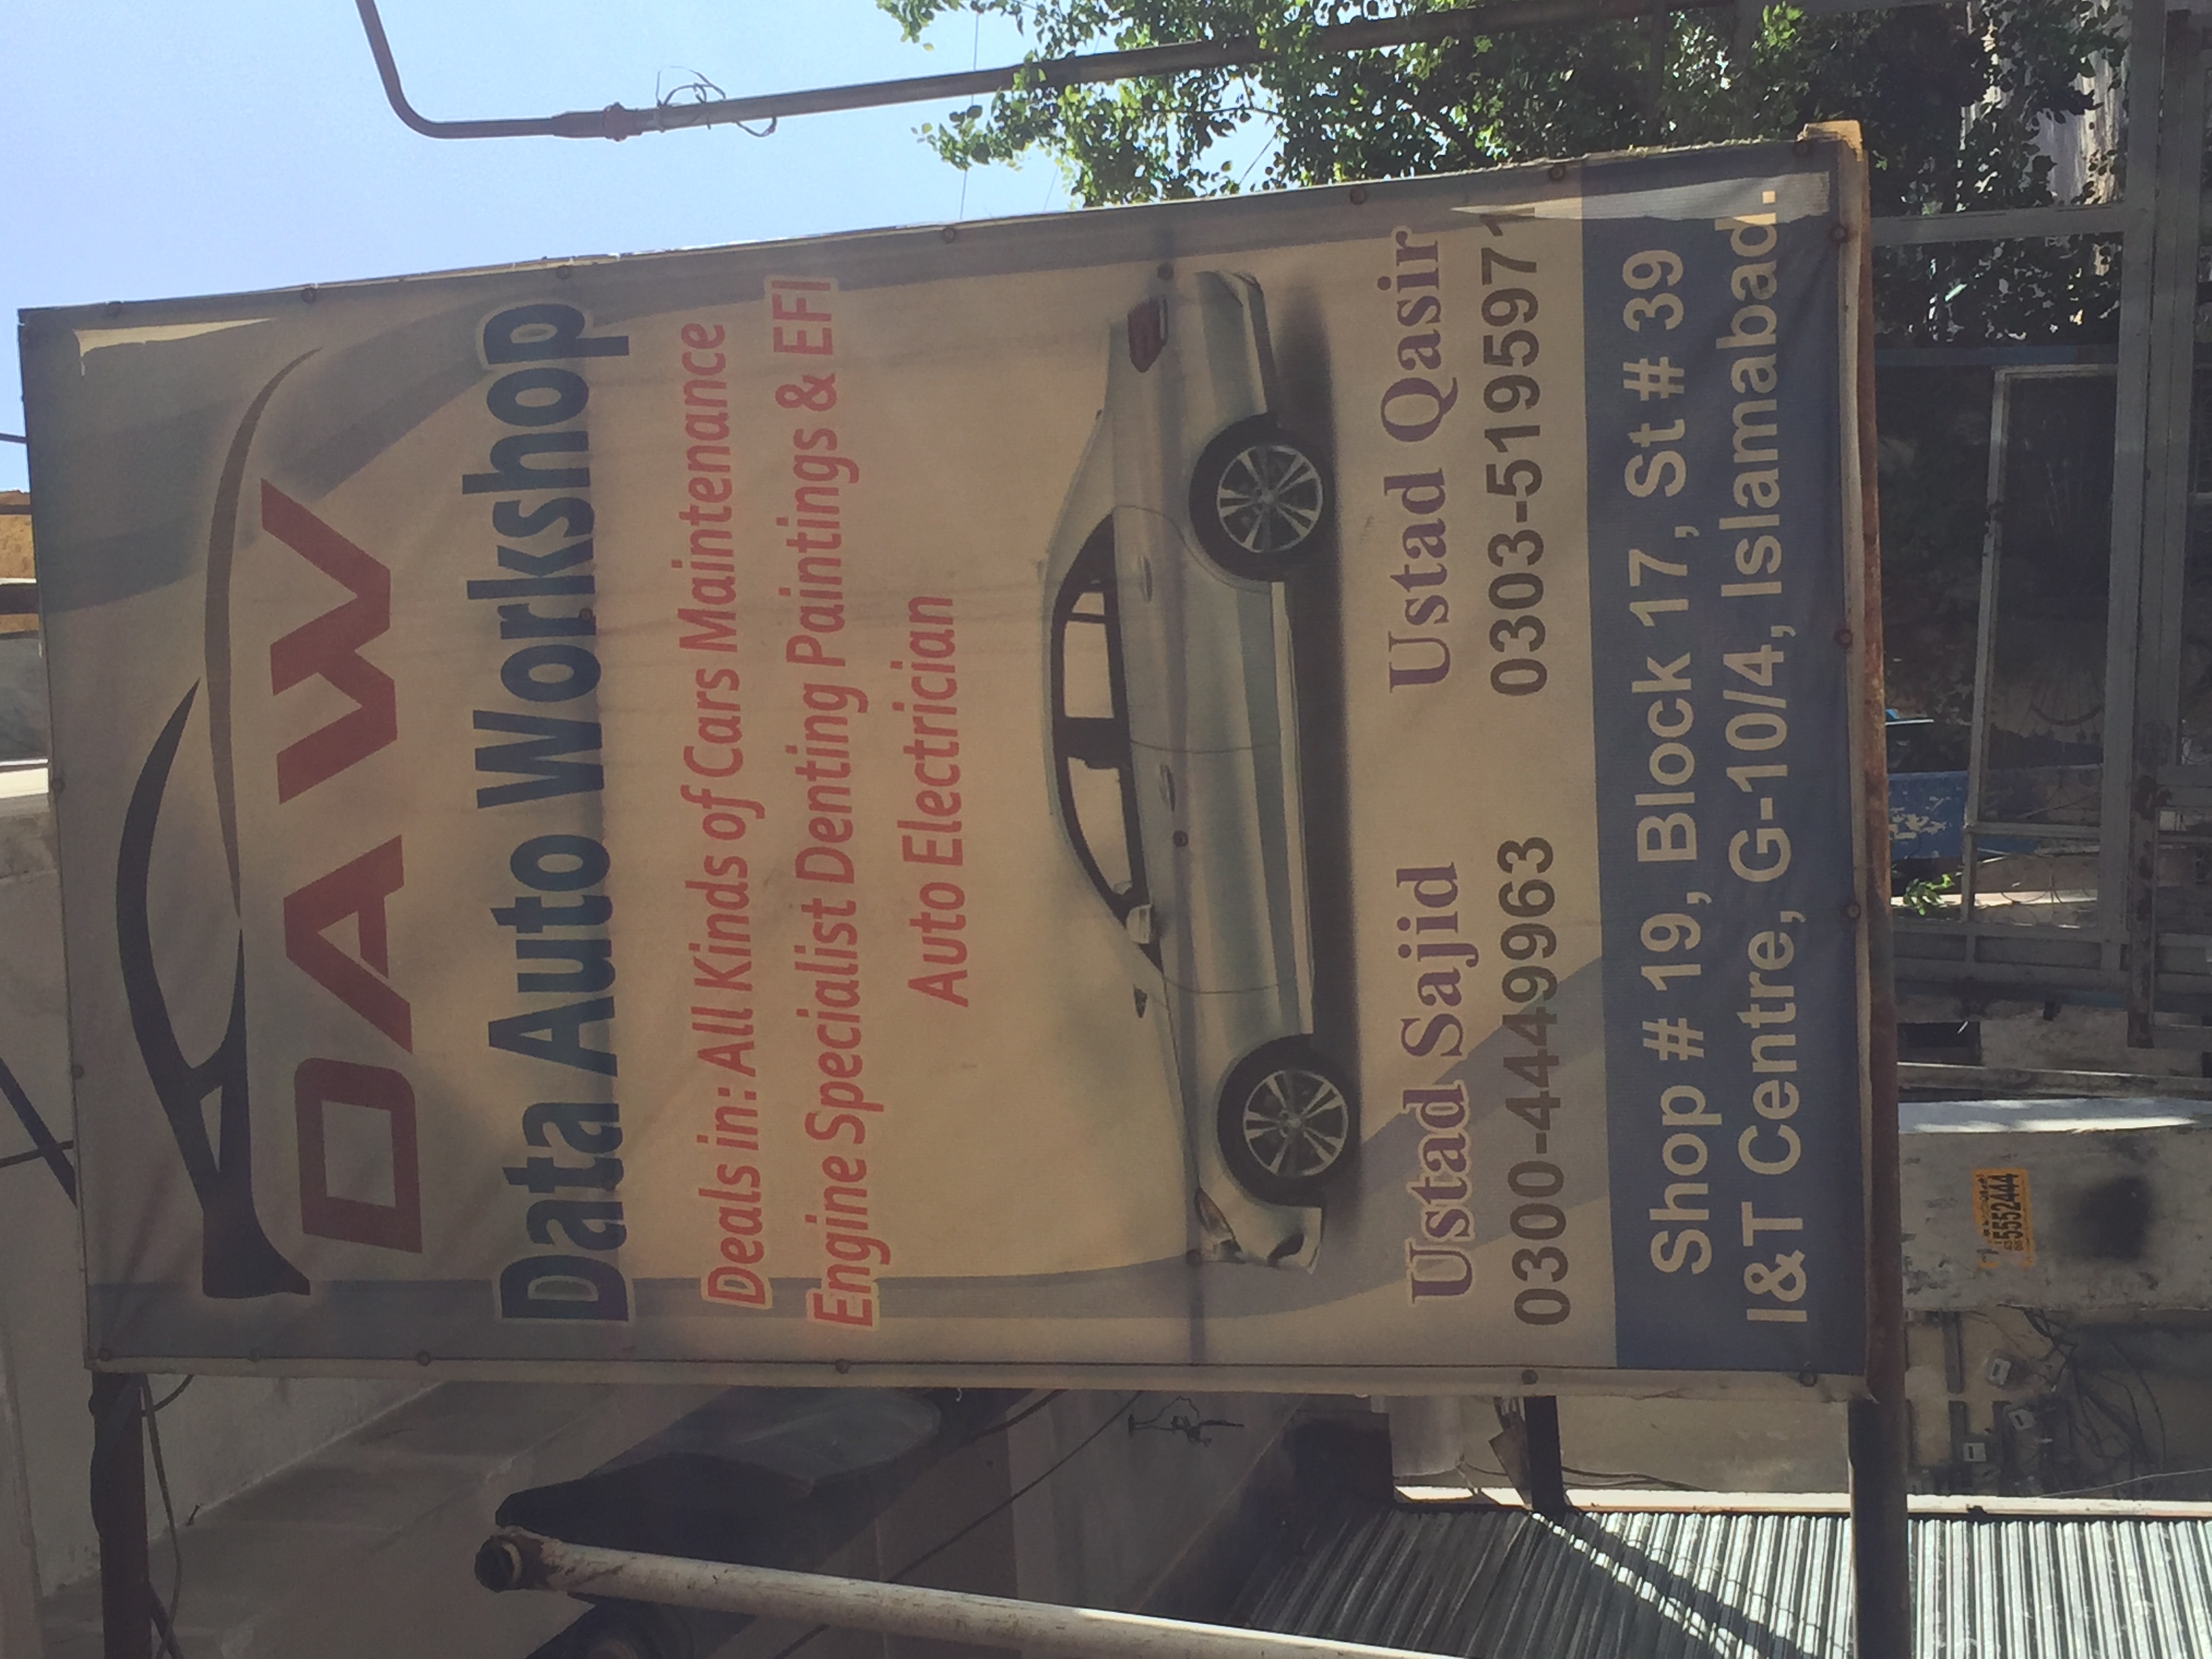 DAW
Data Auto Workshop
Deals in: All Kinds of Cars Maintenance
Engine Specialist Denting Paintings & EFI
Auto Electrician
Ustad Sajid
Ustad Qasir
0300-4449963
0303-5195971
Shop # 19, Block 17, St # 39
I&T Centre, G-10/4, Islamabad.
5552444